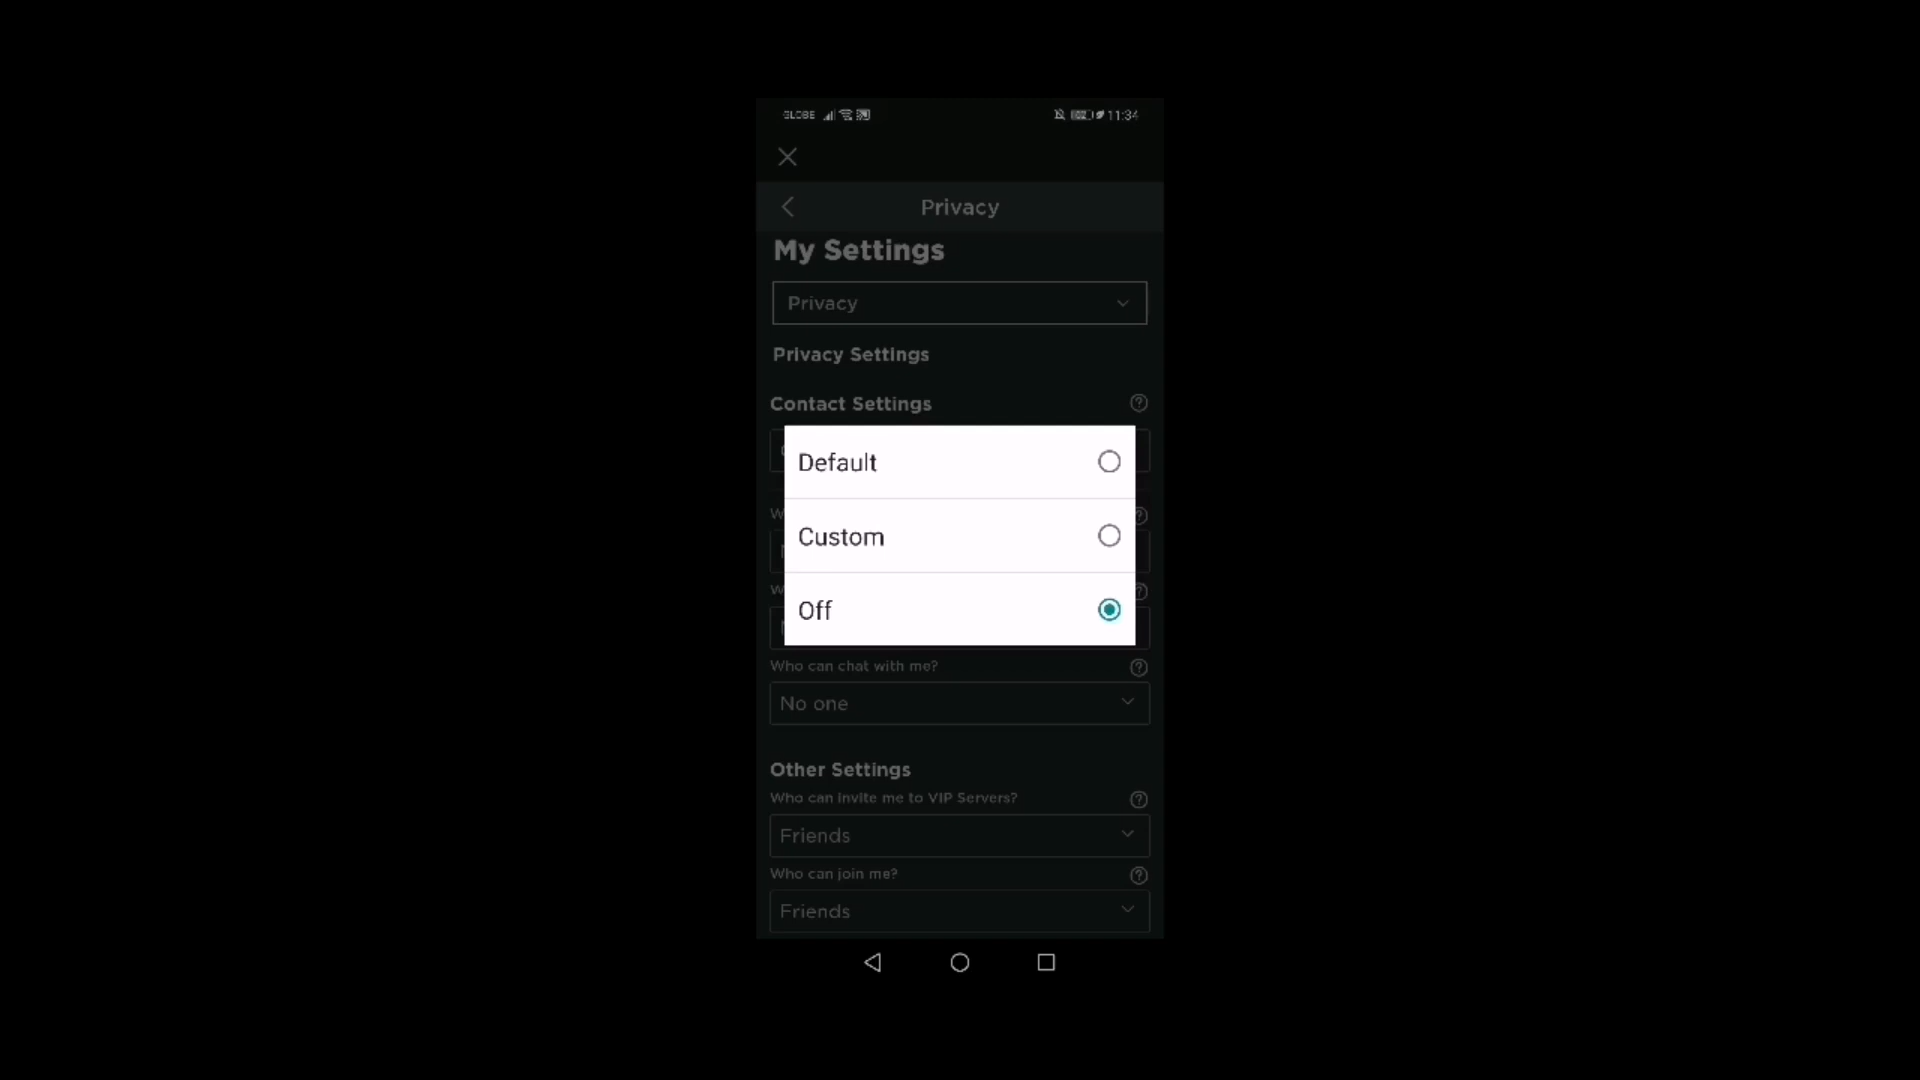 GLOBE
11:34
Privacy
My Settings
Privacy
Privacy Settings
Contact Settings
Default
Custom
Off
Who can chat with me?
No one
Other Settings
Who can invite me to VIP Servers?
Friends
Who can join me?
Friends